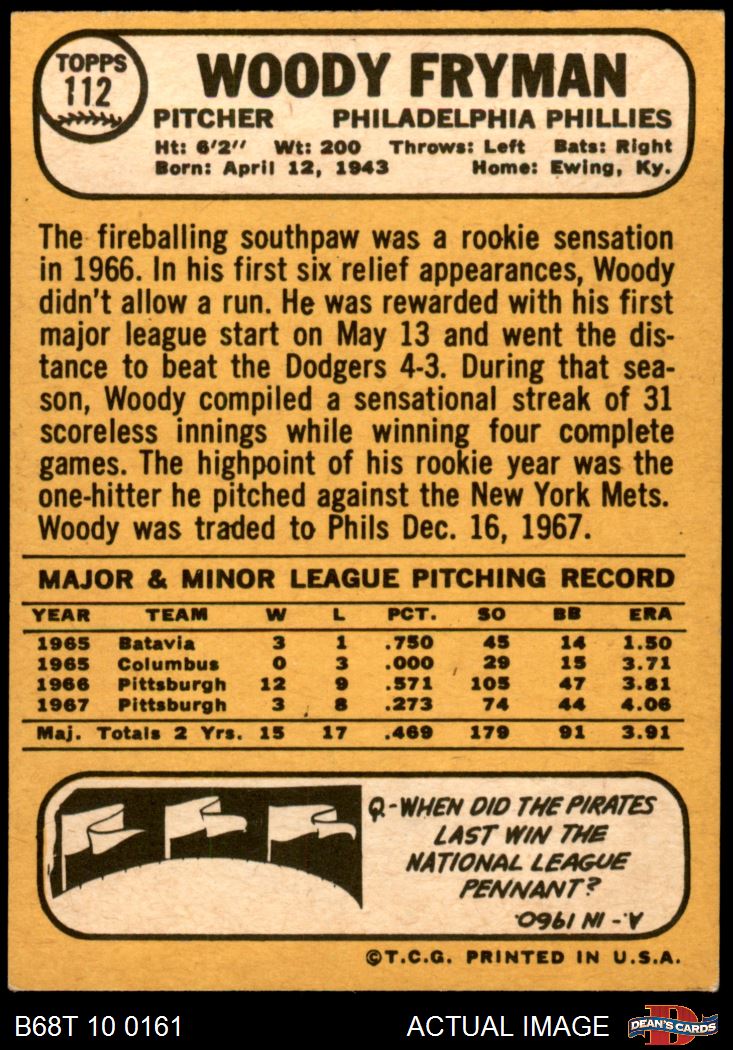 TOPPS
112
WOODY FRYMAN
PITCHER PHILADELPHIA PHILLIES
Ht: 6'2" Wt: 200 Throws: Left Bats: Right
Born: April 12, 1943 Home: Ewing, Ky.
The fireballing southpaw was a rookie sensation
in 1966. In his first six relief appearances, Woody
didn't allow a run. He was rewarded with his first
major league start on May 13 and went the dis-
tance to beat the Dodgers 4-3. During that sea-
son, Woody compiled a sensational streak of 31
scoreless innings while winning four complete
games. The highpoint of his rookie year was the
one-hitter he pitched against the New York Mets.
Woody was traded to Phils Dec. 16, 1967.
MAJOR & MINOR LEAGUE PITCHING RECORD
YEAR TEAM W L PCT. SO BB ERA
1965 Batavia 3 1 .750 45 14 1.50
1965 Columbus 0 3 .000 29 15 3.71
1966 Pittsburgh 12 9 .571 105 47 3.81
1967 Pittsburgh 3 8 .273 74 44 4.06
Maj. Totals 2 Yrs. 15 17 .469 179 91 3.91
Q-WHEN DID THE PIRATES
LAST WIN THE
NATIONAL LEAGUE
PENNANT?
A.- IN 1960.
©T.C.G. PRINTED IN U.S.A.
B68T 10 0161 ACTUAL IMAGE
D
DEAN'S CARDS